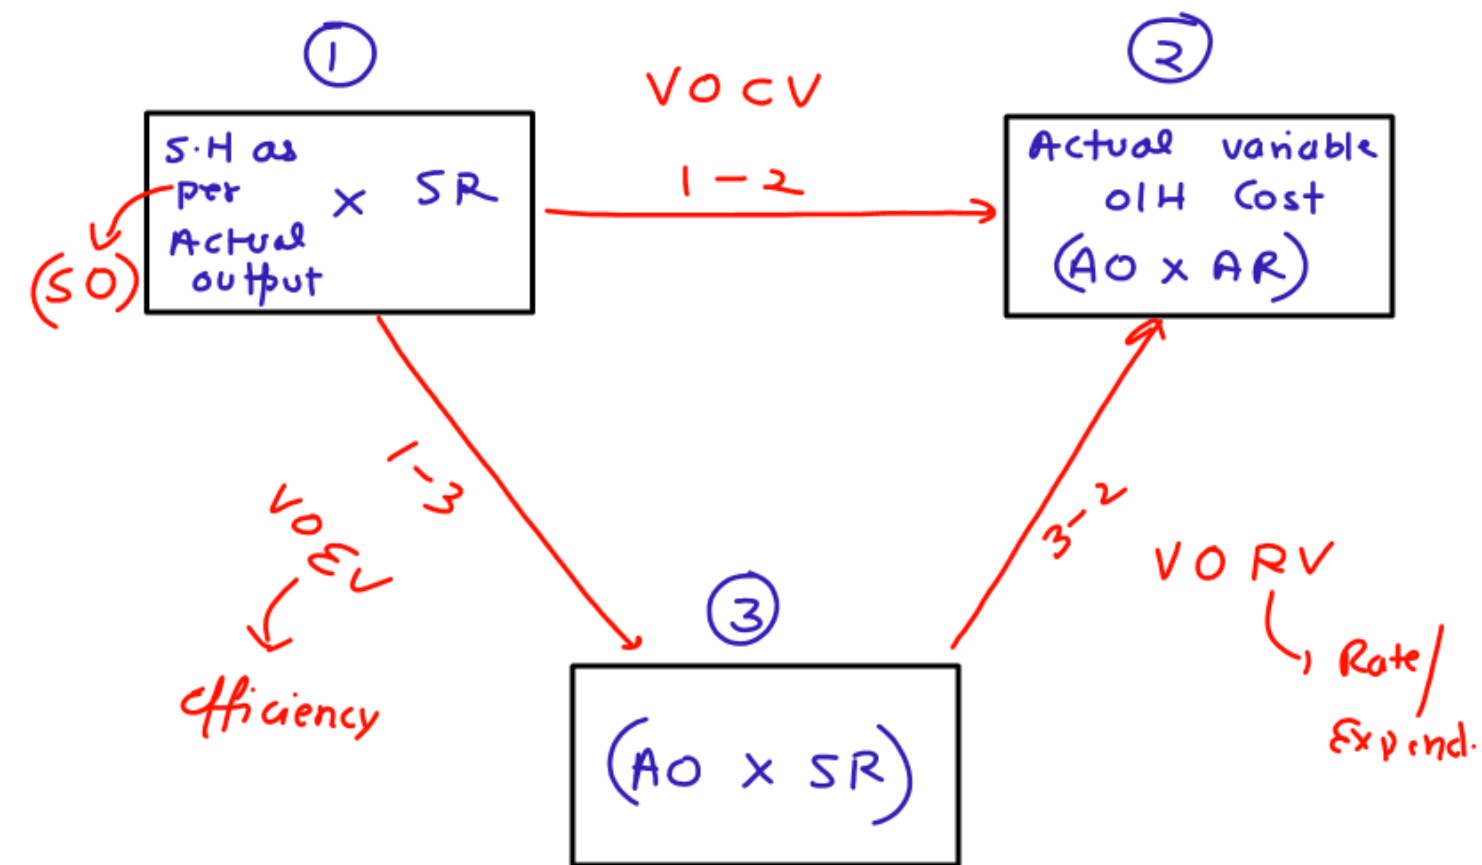 1
2
VOCV
1 - 2
S.H as
per
Actual
output
× SR
(SO)
Actual variable
O/H Cost
(AO × AR)
1 - 3
VOEV
efficiency
3 - 2
VORV
Rate/
Expend.
3
(AO × SR)